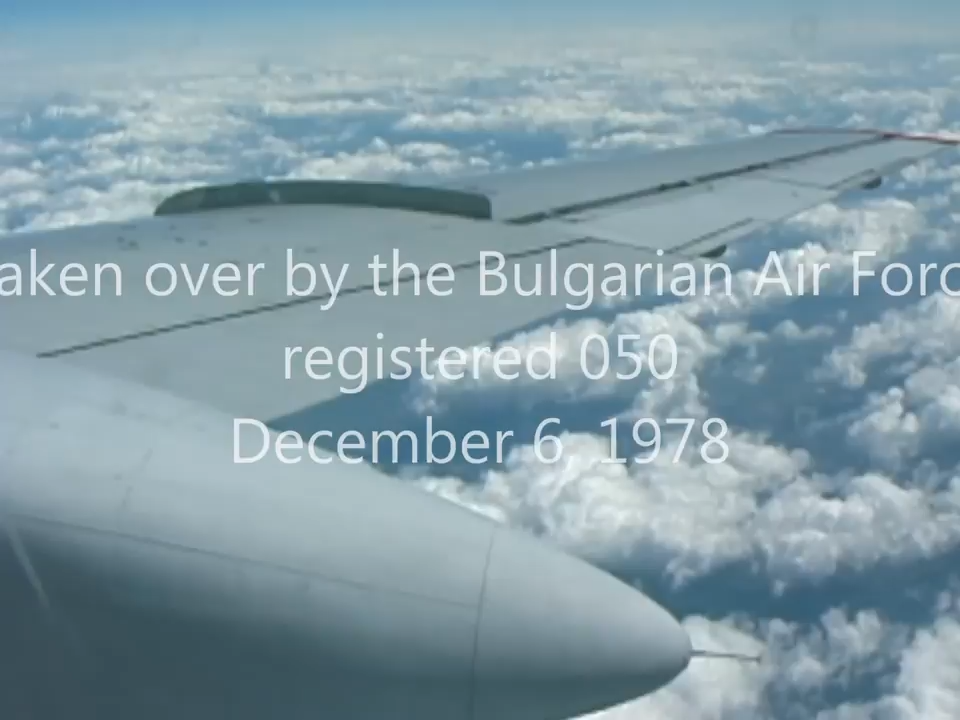 aken over by the Bulgarian Air Forc
registered 050
December 6, 1978